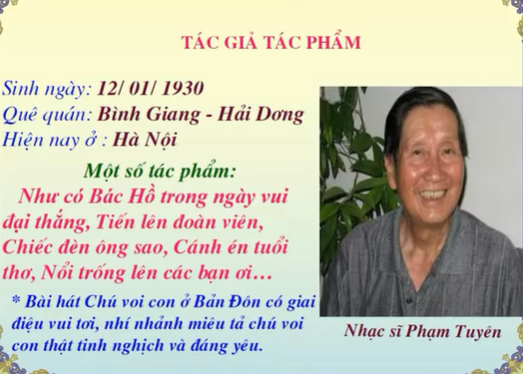 TÁC GIẢ TÁC PHẨM
Sinh ngày: 12/ 01/ 1930
Quê quán: Bình Giang - Hải Dơng
Hiện nay ở : Hà Nội
Một số tác phẩm:
Như có Bác Hồ trong ngày vui
đại thắng, Tiến lên đoàn viên,
Chiếc đèn ông sao, Cánh én tuổi
thơ, Nổi trống lên các bạn ơi…
* Bài hát Chú voi con ở Bản Đôn có giai
điệu vui tơi, nhí nhảnh miêu tả chú voi
con thật tinh nghịch và đáng yêu.
Nhạc sĩ Phạm Tuyên